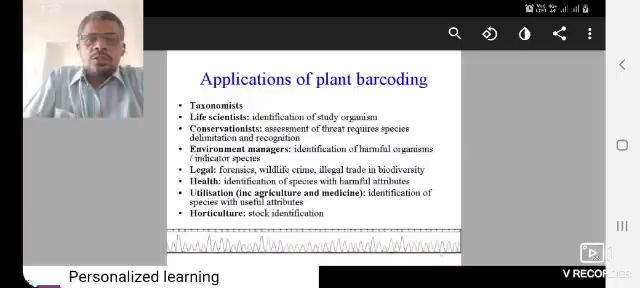 Applications of plant barcoding
• Taxonomists
• Life scientists: identification of study organism
• Conservationists: assessment of threat requires species
delimitation and recognition
• Environment managers: identification of harmful organisms
/ indicator species
• Legal: forensics, wildlife crime, illegal trade in biodiversity
• Health: identification of species with harmful attributes
• Utilisation (inc agriculture and medicine): identification of
species with useful attributes
• Horticulture: stock identification
Personalized learning
V RECORDER